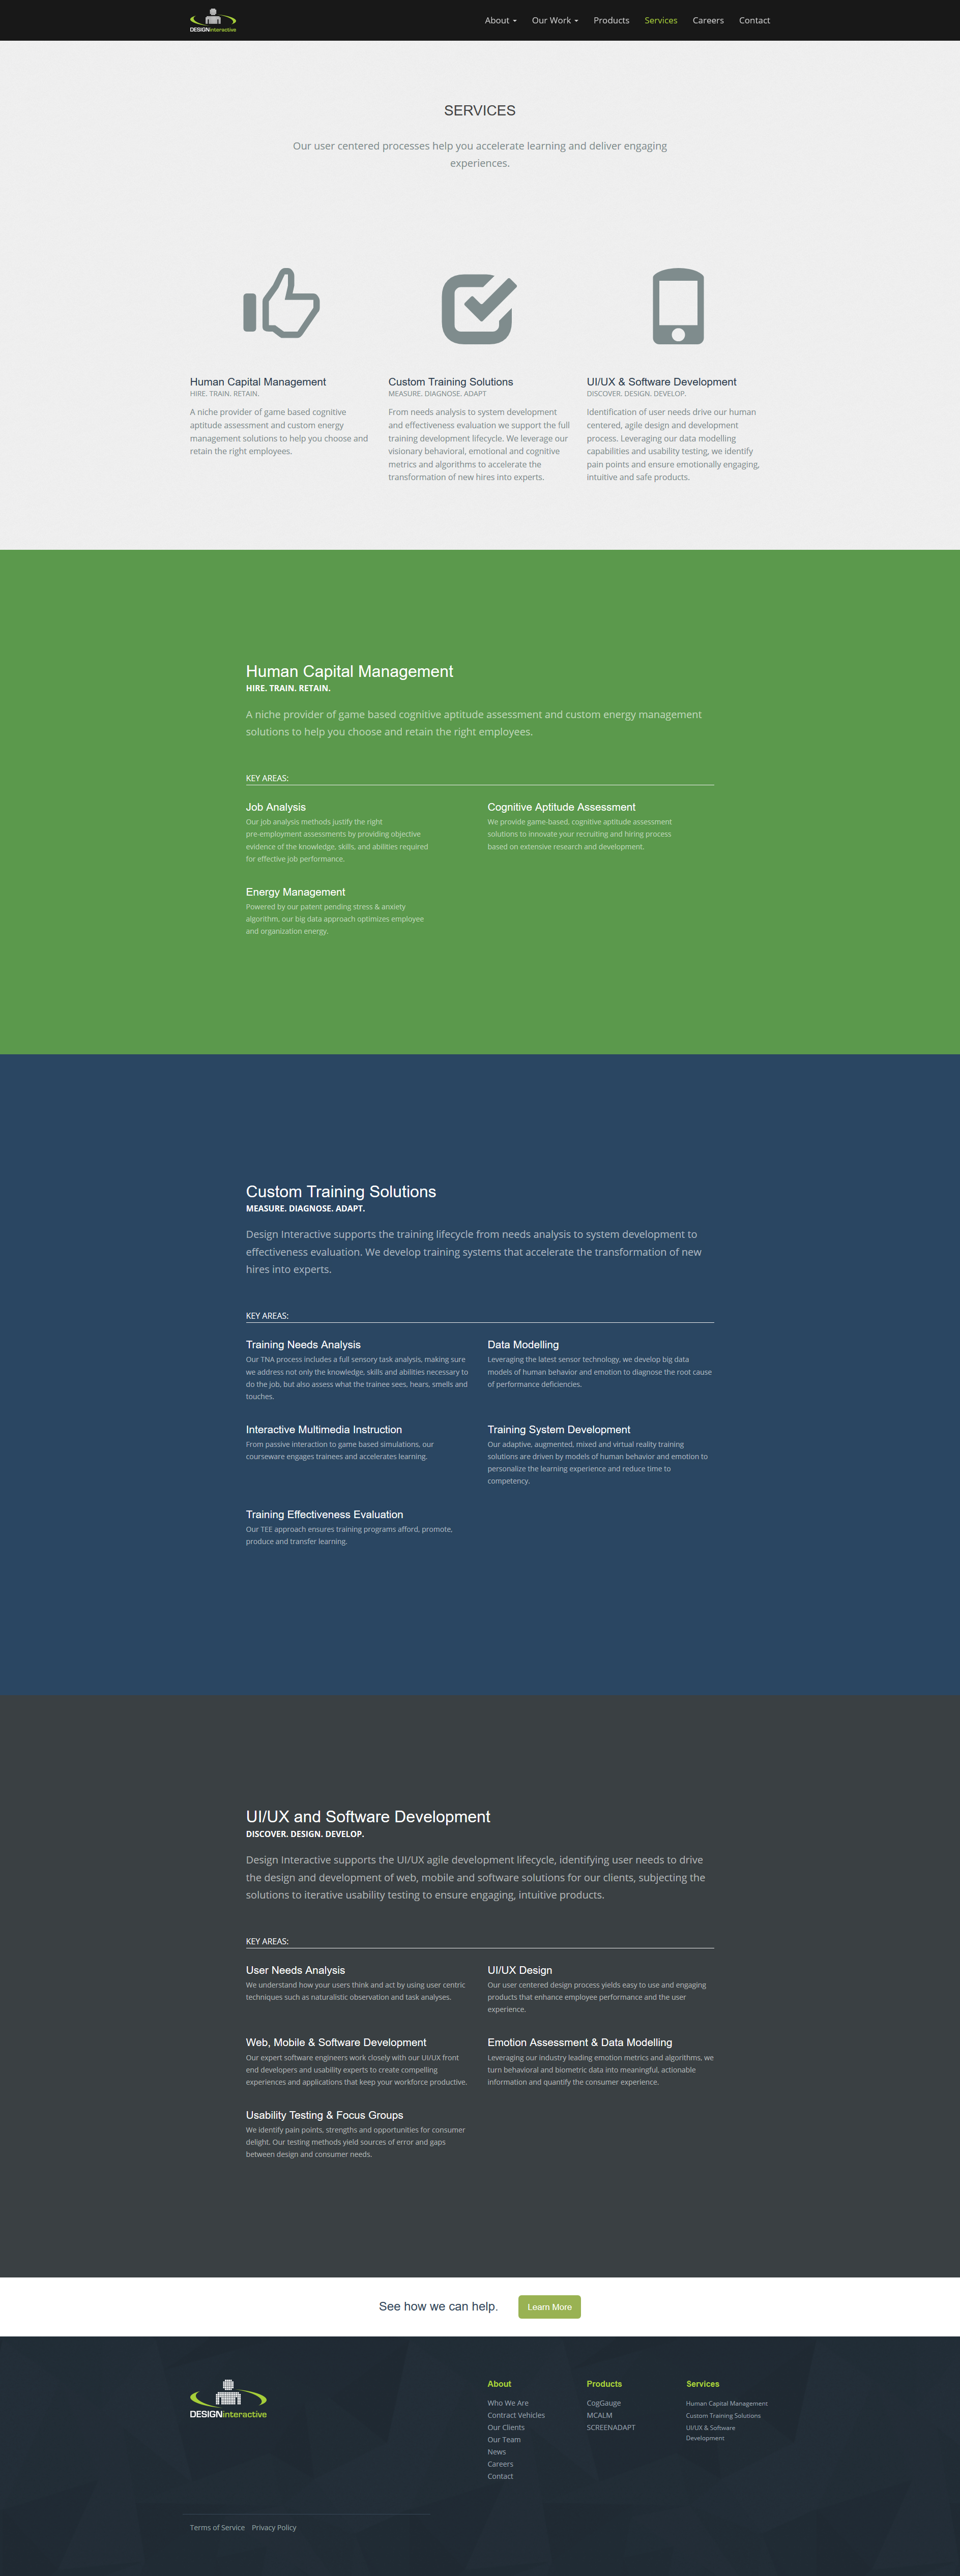 DESIGNinteractive
About
Our Work
Products
Services
Careers
Contact
SERVICES
Our user centered processes help you accelerate learning and deliver engaging
experiences.
Human Capital Management
HIRE. TRAIN. RETAIN.
A niche provider of game based cognitive
aptitude assessment and custom energy
management solutions to help you choose and
retain the right employees.
Custom Training Solutions
MEASURE. DIAGNOSE. ADAPT
From needs analysis to system development
and effectiveness evaluation we support the full
training development lifecycle. We leverage our
visionary behavioral, emotional and cognitive
metrics and algorithms to accelerate the
transformation of new hires into experts.
UI/UX & Software Development
DISCOVER. DESIGN. DEVELOP.
Identification of user needs drive our human
centered, agile design and development
process. Leveraging our data modelling
capabilities and usability testing, we identify
pain points and ensure emotionally engaging,
intuitive and safe products.
Human Capital Management
HIRE. TRAIN. RETAIN.
A niche provider of game based cognitive aptitude assessment and custom energy management
solutions to help you choose and retain the right employees.
KEY AREAS:
Job Analysis
Our job analysis methods justify the right
pre-employment assessments by providing objective
evidence of the knowledge, skills, and abilities required
for effective job performance.
Cognitive Aptitude Assessment
We provide game-based, cognitive aptitude assessment
solutions to innovate your recruiting and hiring process
based on extensive research and development.
Energy Management
Powered by our patent pending stress & anxiety
algorithm, our big data approach optimizes employee
and organization energy.
Custom Training Solutions
MEASURE. DIAGNOSE. ADAPT.
Design Interactive supports the training lifecycle from needs analysis to system development to
effectiveness evaluation. We develop training systems that accelerate the transformation of new
hires into experts.
KEY AREAS:
Training Needs Analysis
Our TNA process includes a full sensory task analysis, making sure
we address not only the knowledge, skills and abilities necessary to
do the job, but also assess what the trainee sees, hears, smells and
touches.
Data Modelling
Leveraging the latest sensor technology, we develop big data
models of human behavior and emotion to diagnose the root cause
of performance deficiencies.
Interactive Multimedia Instruction
From passive interaction to game based simulations, our
courseware engages trainees and accelerates learning.
Training System Development
Our adaptive, augmented, mixed and virtual reality training
solutions are driven by models of human behavior and emotion to
personalize the learning experience and reduce time to
competency.
Training Effectiveness Evaluation
Our TEE approach ensures training programs afford, promote,
produce and transfer learning.
UI/UX and Software Development
DISCOVER. DESIGN. DEVELOP.
Design Interactive supports the UI/UX agile development lifecycle, identifying user needs to drive
the design and development of web, mobile and software solutions for our clients, subjecting the
solutions to iterative usability testing to ensure engaging, intuitive products.
KEY AREAS:
User Needs Analysis
We understand how your users think and act by using user centric
techniques such as naturalistic observation and task analyses.
UI/UX Design
Our user centered design process yields easy to use and engaging
products that enhance employee performance and the user
experience.
Web, Mobile & Software Development
Our expert software engineers work closely with our UI/UX front
end developers and usability experts to create compelling
experiences and applications that keep your workforce productive.
Emotion Assessment & Data Modelling
Leveraging our industry leading emotion metrics and algorithms, we
turn behavioral and biometric data into meaningful, actionable
information and quantify the consumer experience.
Usability Testing & Focus Groups
We identify pain points, strengths and opportunities for consumer
delight. Our testing methods yield sources of error and gaps
between design and consumer needs.
See how we can help.
Learn More
DESIGNinteractive
About
Who We Are
Contract Vehicles
Our Clients
Our Team
News
Careers
Contact
Products
CogGauge
MCALM
SCREENADAPT
Services
Human Capital Management
Custom Training Solutions
UI/UX & Software
Development
Terms of Service
Privacy Policy